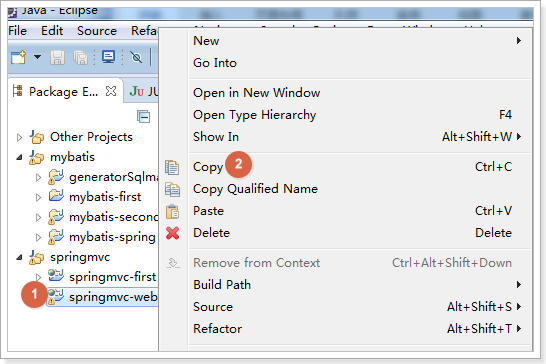 Java - Eclipse
File Edit Source Refac
Package E...
JU JU
Other Projects
mybatis
generatorSqlma
mybatis-first
mybatis-second
mybatis-spring
springmvc
springmvc-first
1
springmvc-web
New
Go Into
Open in New Window
Open Type Hierarchy F4
Show In Alt+Shift+W
Copy 2 Ctrl+C
Copy Qualified Name
Paste Ctrl+V
Delete Delete
Remove from Context Ctrl+Alt+Shift+Down
Build Path
Source Alt+Shift+S
Refactor Alt+Shift+T